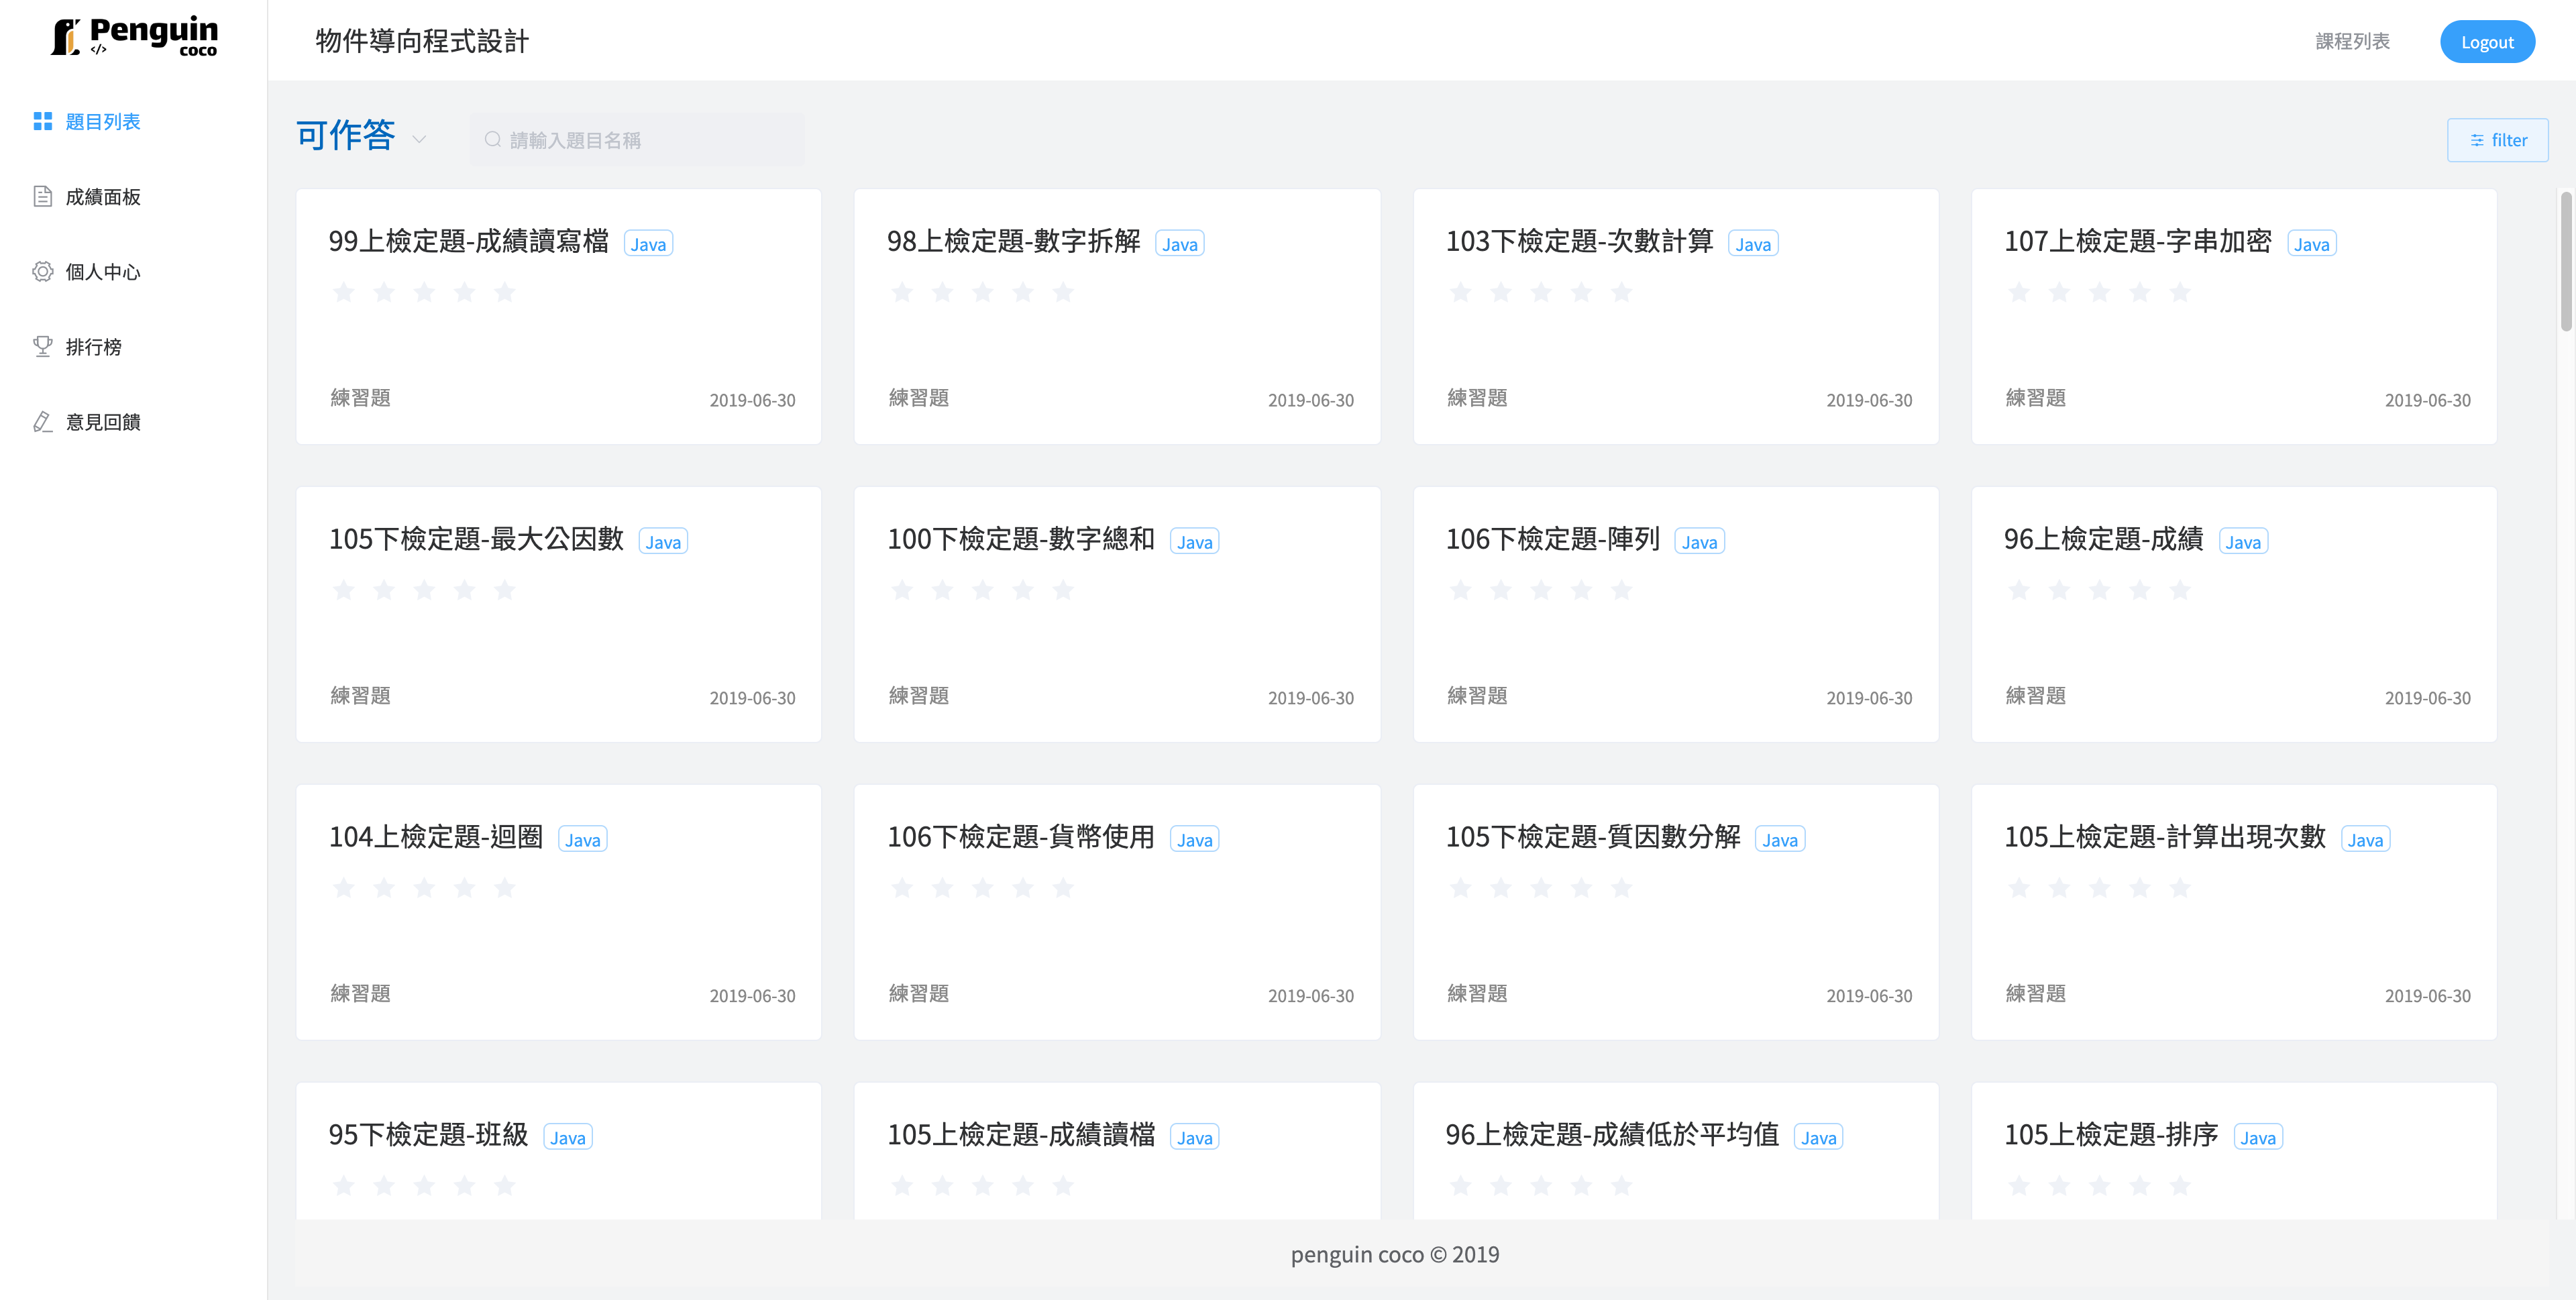 Penguin
</> coco
物件導向程式設計
課程列表
Logout
題目列表
成績面板
個人中心
排行榜
意見回饋
可作答
請輸入題目名稱
filter
99上檢定題-成績讀寫檔 Java
練習題 2019-06-30
98上檢定題-數字拆解 Java
練習題 2019-06-30
103下檢定題-次數計算 Java
練習題 2019-06-30
107上檢定題-字串加密 Java
練習題 2019-06-30
105下檢定題-最大公因數 Java
練習題 2019-06-30
100下檢定題-數字總和 Java
練習題 2019-06-30
106下檢定題-陣列 Java
練習題 2019-06-30
96上檢定題-成績 Java
練習題 2019-06-30
104上檢定題-迴圈 Java
練習題 2019-06-30
106下檢定題-貨幣使用 Java
練習題 2019-06-30
105下檢定題-質因數分解 Java
練習題 2019-06-30
105上檢定題-計算出現次數 Java
練習題 2019-06-30
95下檢定題-班級 Java
105上檢定題-成績讀檔 Java
96上檢定題-成績低於平均值 Java
105上檢定題-排序 Java
penguin coco © 2019